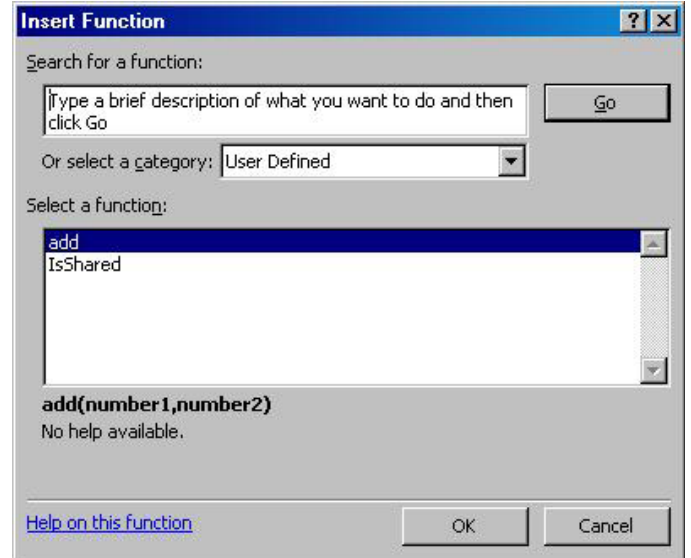 Insert Function
Search for a function:
Type a brief description of what you want to do and then
click Go
Go
Or select a category: User Defined
Select a function:
add
IsShared
add(number1,number2)
No help available.
Help on this function
OK
Cancel